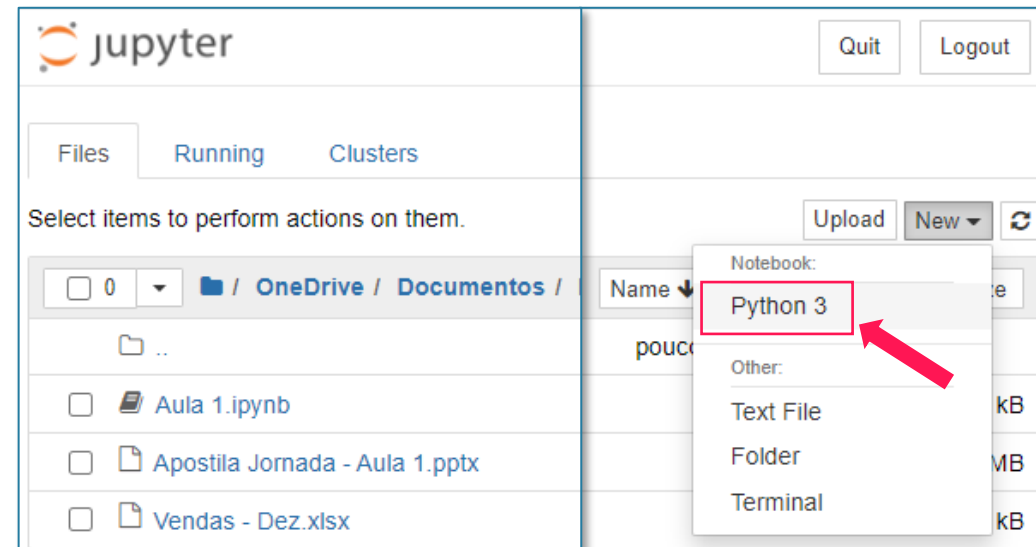 jupyter
Quit Logout
Files Running Clusters
Select items to perform actions on them.
Upload New
0 / OneDrive / Documentos /
Name
Notebook:
Python 3
..
Other:
Aula 1.ipynb
kB
Text File
Apostila Jornada - Aula 1.pptx
MB
Folder
Vendas - Dez.xlsx
kB
Terminal